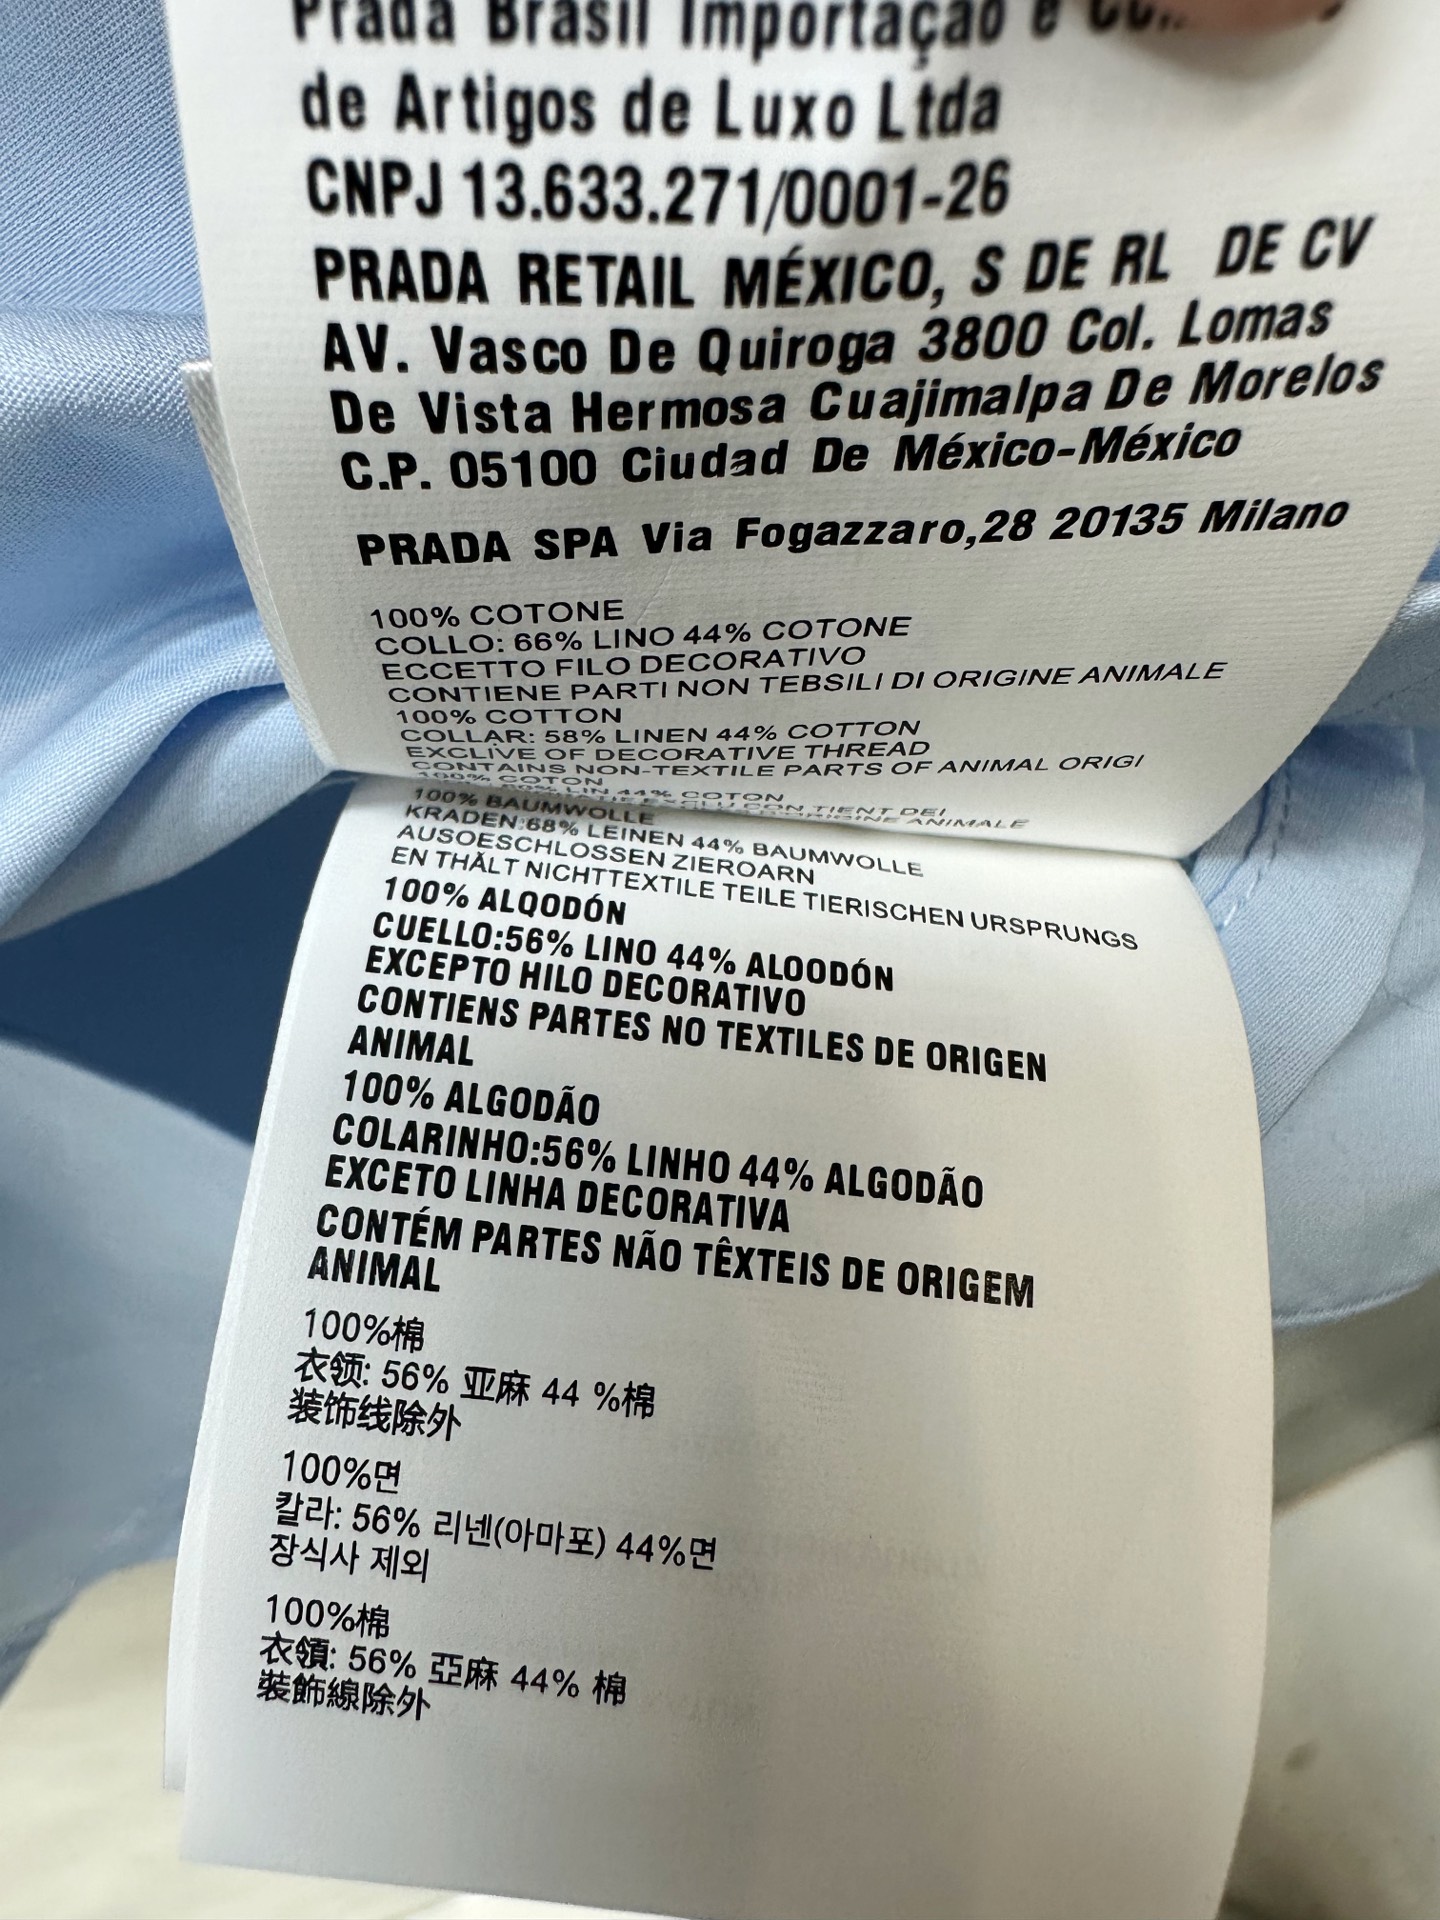 Prada Brasil Importação e
de Artigos de Luxo Ltda
CNPJ 13.633.271/0001-26
PRADA RETAIL MÉXICO, S DE RL DE CV
AV. Vasco De Quiroga 3800 Col. Lomas
De Vista Hermosa Cuajimalpa De Morelos
C.P. 05100 Ciudad De México-México
PRADA SPA Via Fogazzaro,28 20135 Milano
100% COTONE
COLLO: 66% LINO 44% COTONE
ECCETTO FILO DECORATIVO
CONTIENE PARTI NON TEBSILI DI ORIGINE ANIMALE
100% COTTON
COLLAR: 58% LINEN 44% COTTON
EXCLIVE OF DECORATIVE THREAD
CONTAINS NON-TEXTILE PARTS OF ANIMAL ORIGI
100% COTON
LIN 44% COTON
ANIMALE
100% BAUMWOLLE
KRADEN:68% LEINEN 44% BAUMWOLLE
AUSOESCHLOSSEN ZIEROARN
EN THÄLT NICHTTEXTILE TEILE TIERISCHEN URSPRUNGS
100% ALQODÓN
CUELLO:56% LINO 44% ALOODÓN
EXCEPTO HILO DECORATIVO
CONTIENS PARTES NO TEXTILES DE ORIGEN
ANIMAL
100% ALGODÃO
COLARINHO:56% LINHO 44% ALGODÃO
EXCETO LINHA DECORATIVA
CONTÉM PARTES NÃO TÊXTEIS DE ORIGEM
ANIMAL
100%棉
衣领: 56% 亚麻 44 %棉
装饰线除外
100%면
칼라: 56% 리넨(아마포) 44%면
장식사 제외
100%棉
衣領: 56% 亞麻 44% 棉
裝飾線除外